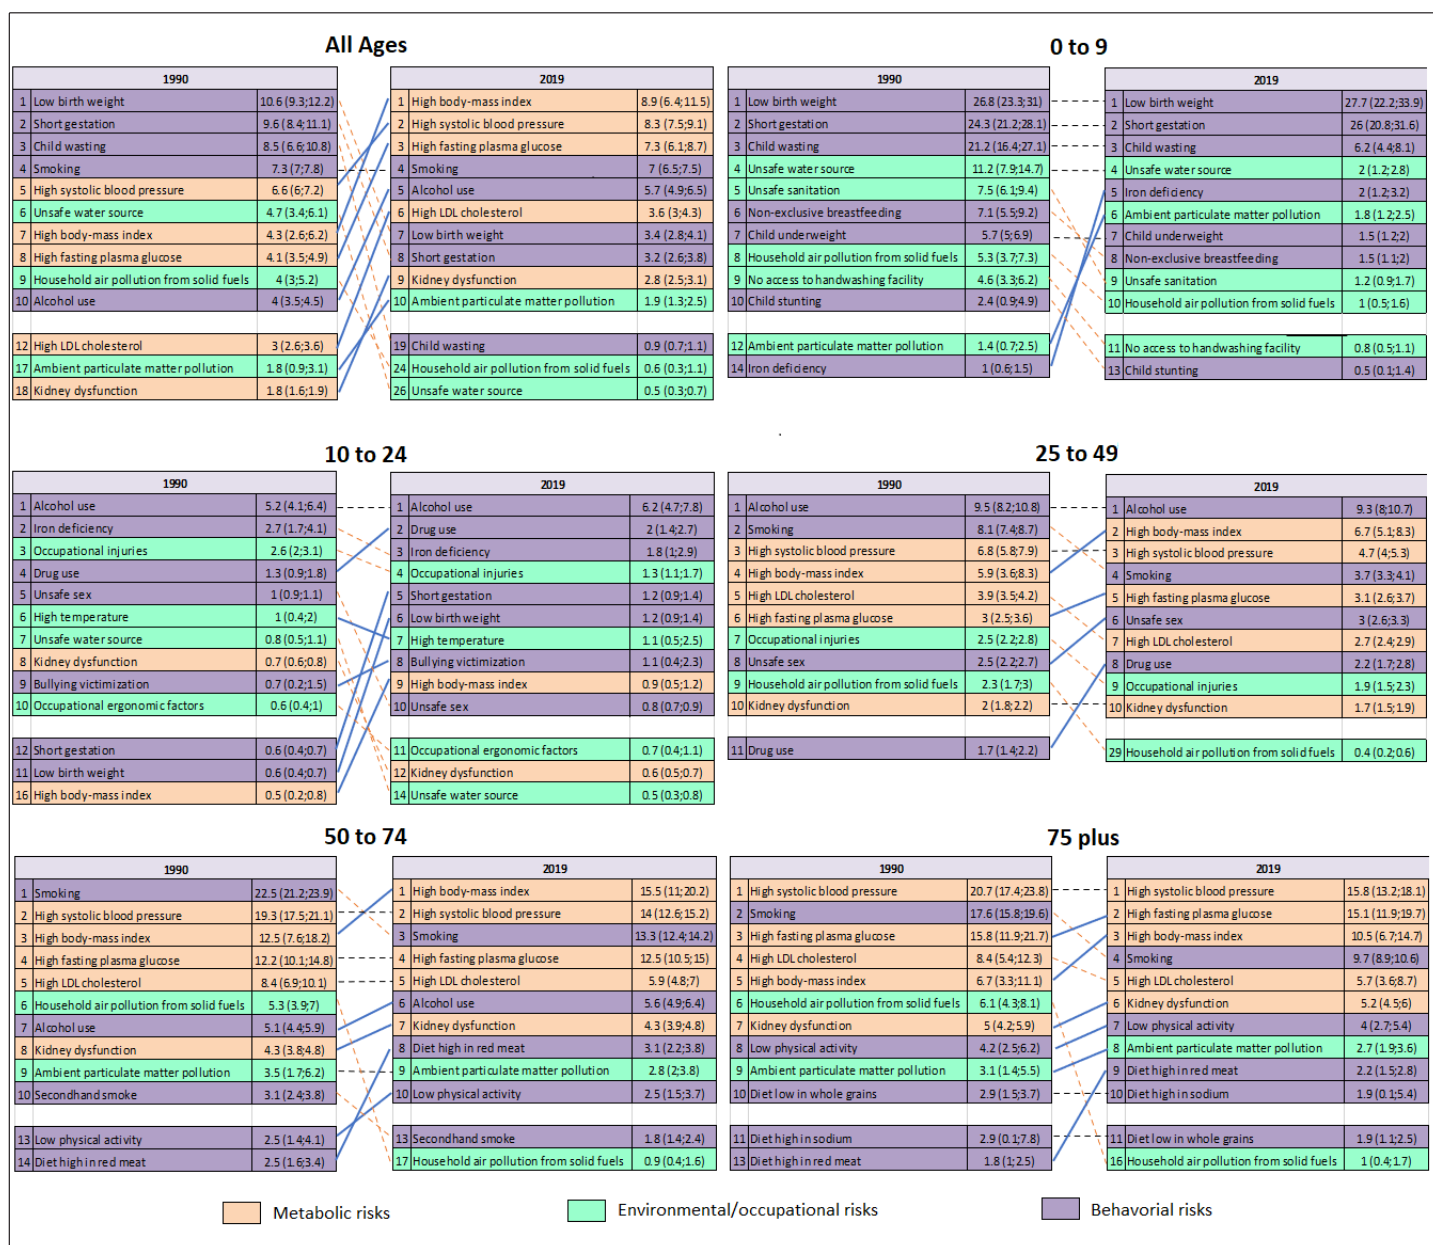 All Ages
1990
1 Low birth weight 10.6 (9.3;12.2)
2 Short gestation 9.6 (8.4;11.1)
3 Child wasting 8.5 (6.6;10.8)
4 Smoking 7.3 (7;7.8)
5 High systolic blood pressure 6.6 (6;7.2)
6 Unsafe water source 4.7 (3.4;6.1)
7 High body-mass index 4.3 (2.6;6.2)
8 High fasting plasma glucose 4.1 (3.5;4.9)
9 Household air pollution from solid fuels 4 (3;5.2)
10 Alcohol use 4 (3.5;4.5)
12 High LDL cholesterol 3 (2.6;3.6)
17 Ambient particulate matter pollution 1.8 (0.9;3.1)
18 Kidney dysfunction 1.8 (1.6;1.9)
2019
1 High body-mass index 8.9 (6.4;11.5)
2 High systolic blood pressure 8.3 (7.5;9.1)
3 High fasting plasma glucose 7.3 (6.1;8.7)
4 Smoking 7 (6.5;7.5)
5 Alcohol use 5.7 (4.9;6.5)
6 High LDL cholesterol 3.6 (3;4.3)
7 Low birth weight 3.4 (2.8;4.1)
8 Short gestation 3.2 (2.6;3.8)
9 Kidney dysfunction 2.8 (2.5;3.1)
10 Ambient particulate matter pollution 1.9 (1.3;2.5)
19 Child wasting 0.9 (0.7;1.1)
24 Household air pollution from solid fuels 0.6 (0.3;1.1)
26 Unsafe water source 0.5 (0.3;0.7)
0 to 9
1990
1 Low birth weight 26.8 (23.3;31)
2 Short gestation 24.3 (21.2;28.1)
3 Child wasting 21.2 (16.4;27.1)
4 Unsafe water source 11.2 (7.9;14.7)
5 Unsafe sanitation 7.5 (6.1;9.4)
6 Non-exclusive breastfeeding 7.1 (5.5;9.2)
7 Child underweight 5.7 (5;6.9)
8 Household air pollution from solid fuels 5.3 (3.7;7.3)
9 No access to handwashing facility 4.6 (3.3;6.2)
10 Child stunting 2.4 (0.9;4.9)
12 Ambient particulate matter pollution 1.4 (0.7;2.5)
14 Iron deficiency 1 (0.6;1.5)
2019
1 Low birth weight 27.7 (22.2;33.9)
2 Short gestation 26 (20.8;31.6)
3 Child wasting 6.2 (4.4;8.1)
4 Unsafe water source 2 (1.2;2.8)
5 Iron deficiency 2 (1.2;3.2)
6 Ambient particulate matter pollution 1.8 (1.2;2.5)
7 Child underweight 1.5 (1.2;2)
8 Non-exclusive breastfeeding 1.5 (1.1;2)
9 Unsafe sanitation 1.2 (0.9;1.7)
10 Household air pollution from solid fuels 1 (0.5;1.6)
11 No access to handwashing facility 0.8 (0.5;1.1)
13 Child stunting 0.5 (0.1;1.4)
10 to 24
1990
1 Alcohol use 5.2 (4.1;6.4)
2 Iron deficiency 2.7 (1.7;4.1)
3 Occupational injuries 2.6 (2;3.1)
4 Drug use 1.3 (0.9;1.8)
5 Unsafe sex 1 (0.9;1.1)
6 High temperature 1 (0.4;2)
7 Unsafe water source 0.8 (0.5;1.1)
8 Kidney dysfunction 0.7 (0.6;0.8)
9 Bullying victimization 0.7 (0.2;1.5)
10 Occupational ergonomic factors 0.6 (0.4;1)
12 Short gestation 0.6 (0.4;0.7)
11 Low birth weight 0.6 (0.4;0.7)
16 High body-mass index 0.5 (0.2;0.8)
2019
1 Alcohol use 6.2 (4.7;7.8)
2 Drug use 2 (1.4;2.7)
3 Iron deficiency 1.8 (1;2.9)
4 Occupational injuries 1.3 (1.1;1.7)
5 Short gestation 1.2 (0.9;1.4)
6 Low birth weight 1.2 (0.9;1.4)
7 High temperature 1.1 (0.5;2.5)
8 Bullying victimization 1.1 (0.4;2.3)
9 High body-mass index 0.9 (0.5;1.2)
10 Unsafe sex 0.8 (0.7;0.9)
11 Occupational ergonomic factors 0.7 (0.4;1.1)
12 Kidney dysfunction 0.6 (0.5;0.7)
14 Unsafe water source 0.5 (0.3;0.8)
25 to 49
1990
1 Alcohol use 9.5 (8.2;10.8)
2 Smoking 8.1 (7.4;8.7)
3 High systolic blood pressure 6.8 (5.8;7.9)
4 High body-mass index 5.9 (3.6;8.3)
5 High LDL cholesterol 3.9 (3.5;4.2)
6 High fasting plasma glucose 3 (2.5;3.6)
7 Occupational injuries 2.5 (2.2;2.8)
8 Unsafe sex 2.5 (2.2;2.7)
9 Household air pollution from solid fuels 2.3 (1.7;3)
10 Kidney dysfunction 2 (1.8;2.2)
11 Drug use 1.7 (1.4;2.2)
2019
1 Alcohol use 9.3 (8;10.7)
2 High body-mass index 6.7 (5.1;8.3)
3 High systolic blood pressure 4.7 (4;5.3)
4 Smoking 3.7 (3.3;4.1)
5 High fasting plasma glucose 3.1 (2.6;3.7)
6 Unsafe sex 3 (2.6;3.3)
7 High LDL cholesterol 2.7 (2.4;2.9)
8 Drug use 2.2 (1.7;2.8)
9 Occupational injuries 1.9 (1.5;2.3)
10 Kidney dysfunction 1.7 (1.5;1.9)
29 Household air pollution from solid fuels 0.4 (0.2;0.6)
50 to 74
1990
1 Smoking 22.5 (21.2;23.9)
2 High systolic blood pressure 19.3 (17.5;21.1)
3 High body-mass index 12.5 (7.6;18.2)
4 High fasting plasma glucose 12.2 (10.1;14.8)
5 High LDL cholesterol 8.4 (6.9;10.1)
6 Household air pollution from solid fuels 5.3 (3.9;7)
7 Alcohol use 5.1 (4.4;5.9)
8 Kidney dysfunction 4.3 (3.8;4.8)
9 Ambient particulate matter pollution 3.5 (1.7;6.2)
10 Secondhand smoke 3.1 (2.4;3.8)
13 Low physical activity 2.5 (1.4;4.1)
14 Diet high in red meat 2.5 (1.6;3.4)
2019
1 High body-mass index 15.5 (11;20.2)
2 High systolic blood pressure 14 (12.6;15.2)
3 Smoking 13.3 (12.4;14.2)
4 High fasting plasma glucose 12.5 (10.5;15)
5 High LDL cholesterol 5.9 (4.8;7)
6 Alcohol use 5.6 (4.9;6.4)
7 Kidney dysfunction 4.3 (3.9;4.8)
8 Diet high in red meat 3.1 (2.2;3.8)
9 Ambient particulate matter pollution 2.8 (2;3.8)
10 Low physical activity 2.5 (1.5;3.7)
13 Secondhand smoke 1.8 (1.4;2.4)
17 Household air pollution from solid fuels 0.9 (0.4;1.6)
75 plus
1990
1 High systolic blood pressure 20.7 (17.4;23.8)
2 Smoking 17.6 (15.8;19.6)
3 High fasting plasma glucose 15.8 (11.9;21.7)
4 High LDL cholesterol 8.4 (5.4;12.3)
5 High body-mass index 6.7 (3.3;11.1)
6 Household air pollution from solid fuels 6.1 (4.3;8.1)
7 Kidney dysfunction 5 (4.2;5.9)
8 Low physical activity 4.2 (2.5;6.2)
9 Ambient particulate matter pollution 3.1 (1.4;5.5)
10 Diet low in whole grains 2.9 (1.5;3.7)
11 Diet high in sodium 2.9 (0.1;7.8)
13 Diet high in red meat 1.8 (1;2.5)
2019
1 High systolic blood pressure 15.8 (13.2;18.1)
2 High fasting plasma glucose 15.1 (11.9;19.7)
3 High body-mass index 10.5 (6.7;14.7)
4 Smoking 9.7 (8.9;10.6)
5 High LDL cholesterol 5.7 (3.6;8.7)
6 Kidney dysfunction 5.2 (4.5;6)
7 Low physical activity 4 (2.7;5.4)
8 Ambient particulate matter pollution 2.7 (1.9;3.6)
9 Diet high in red meat 2.2 (1.5;2.8)
10 Diet high in sodium 1.9 (0.1;5.4)
11 Diet low in whole grains 1.9 (1.1;2.5)
16 Household air pollution from solid fuels 1 (0.4;1.7)
Metabolic risks
Environmental/occupational risks
Behavorial risks